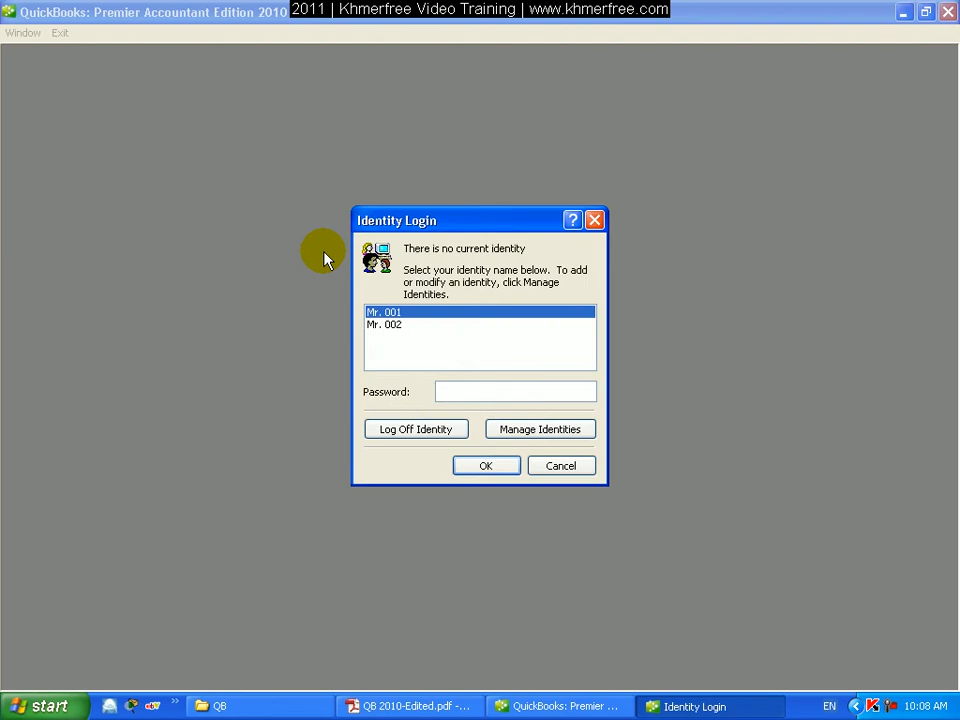 QuickBooks: Premier Accountant Edition 2010
2011 | Khmerfree Video Training | www.khmerfree.com
Window Exit
Identity Login
There is no current identity
Select your identity name below. To add
or modify an identity, click Manage
Identities.
Mr. 001
Mr. 002
Password:
Log Off Identity Manage Identities
OK Cancel
start QB QB 2010-Edited.pdf -... QuickBooks: Premier ... Identity Login EN 10:08 AM